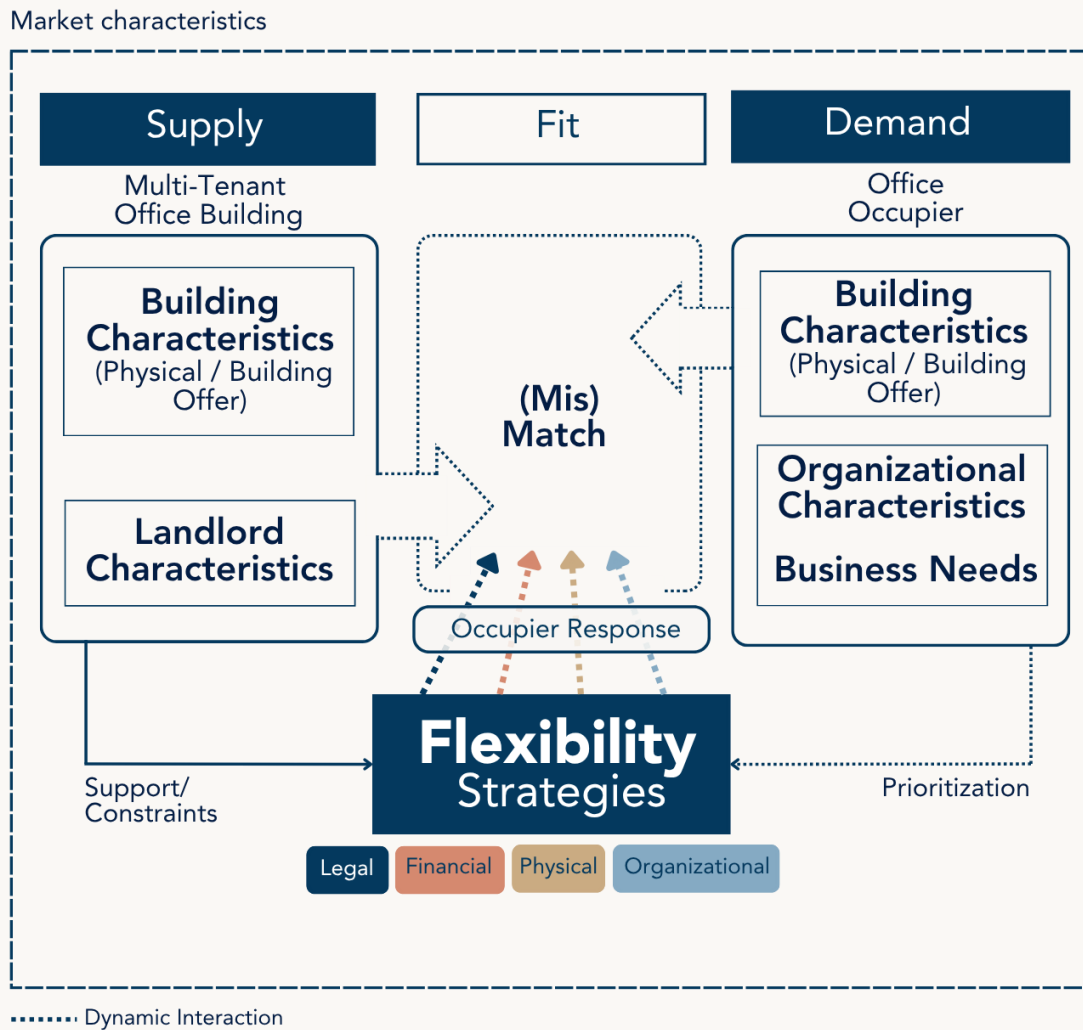 Market characteristics
Supply
Fit
Demand
Multi-Tenant
Office Building
Office
Occupier
Building
Characteristics
(Physical / Building
Offer)
Landlord
Characteristics
(Mis)
Match
Building
Characteristics
(Physical / Building
Offer)
Organizational
Characteristics
Business Needs
Occupier Response
Flexibility
Strategies
Support/
Constraints
Prioritization
Legal
Financial
Physical
Organizational
Dynamic Interaction